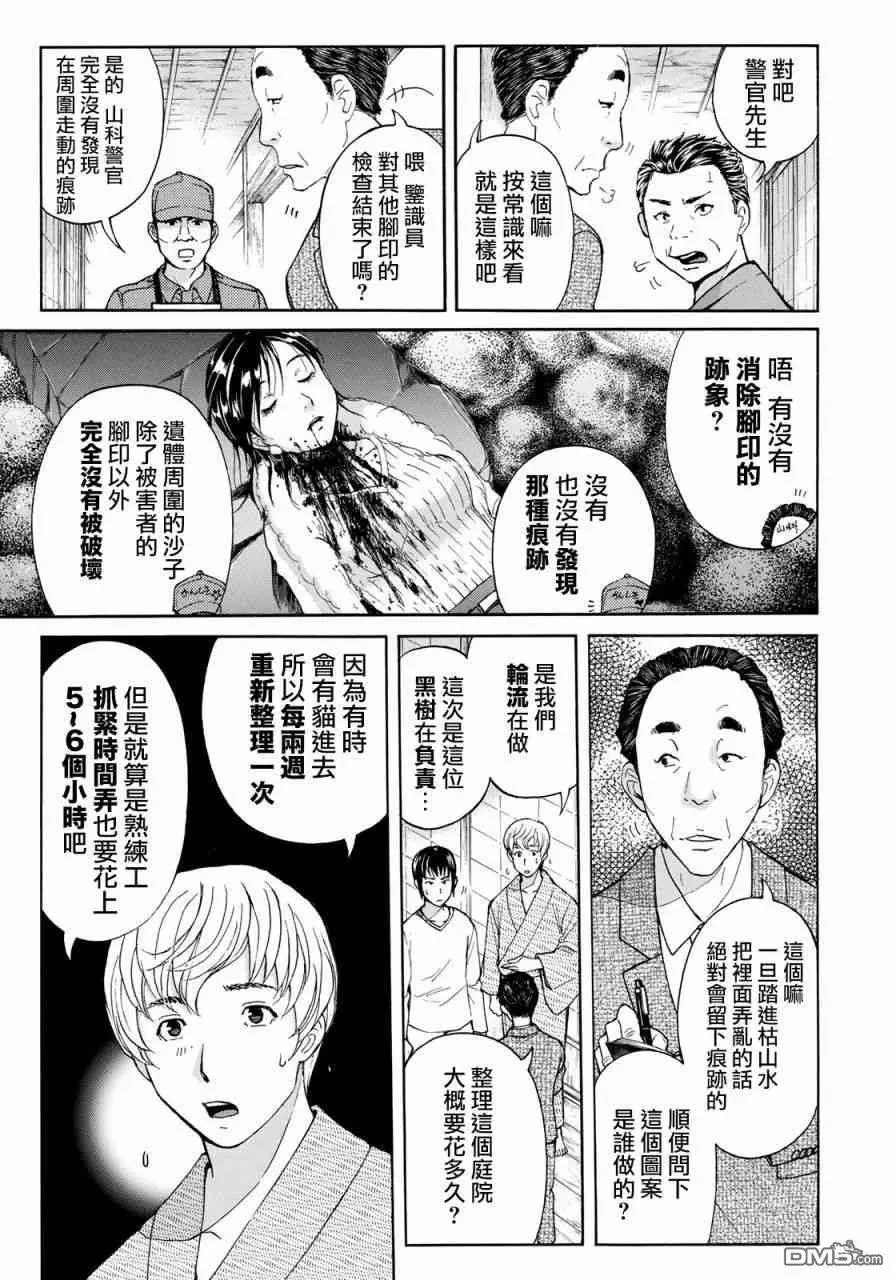 對吧
警官先生
這個嘛
按常識來看
就是這樣吧
喂 鑒識員
對其他腳印的
檢查結束了嗎?
是的 山科警官
完全沒有發現
在周圍走動的痕跡
唔 有沒有
消除腳印的
跡象?
山科
沒有
也沒有發現
那種痕跡
かんしき
遺體周圍的沙子
除了被害者的
腳印以外
完全沒有被破壞
かんしき
這個嘛
一旦踏進枯山水
把裡面弄亂的話
絕對會留下痕跡的
順便問下
這個圖案
是誰做的?
是我們
輪流在做
這次是這位
黑樹在負責…
整理這個庭院
大概要花多久?
因為有時
會有貓進去
所以每兩週
重新整理一次
但是就算是熟練工
抓緊時間弄也要花上
5~6個小時吧
DM5.com